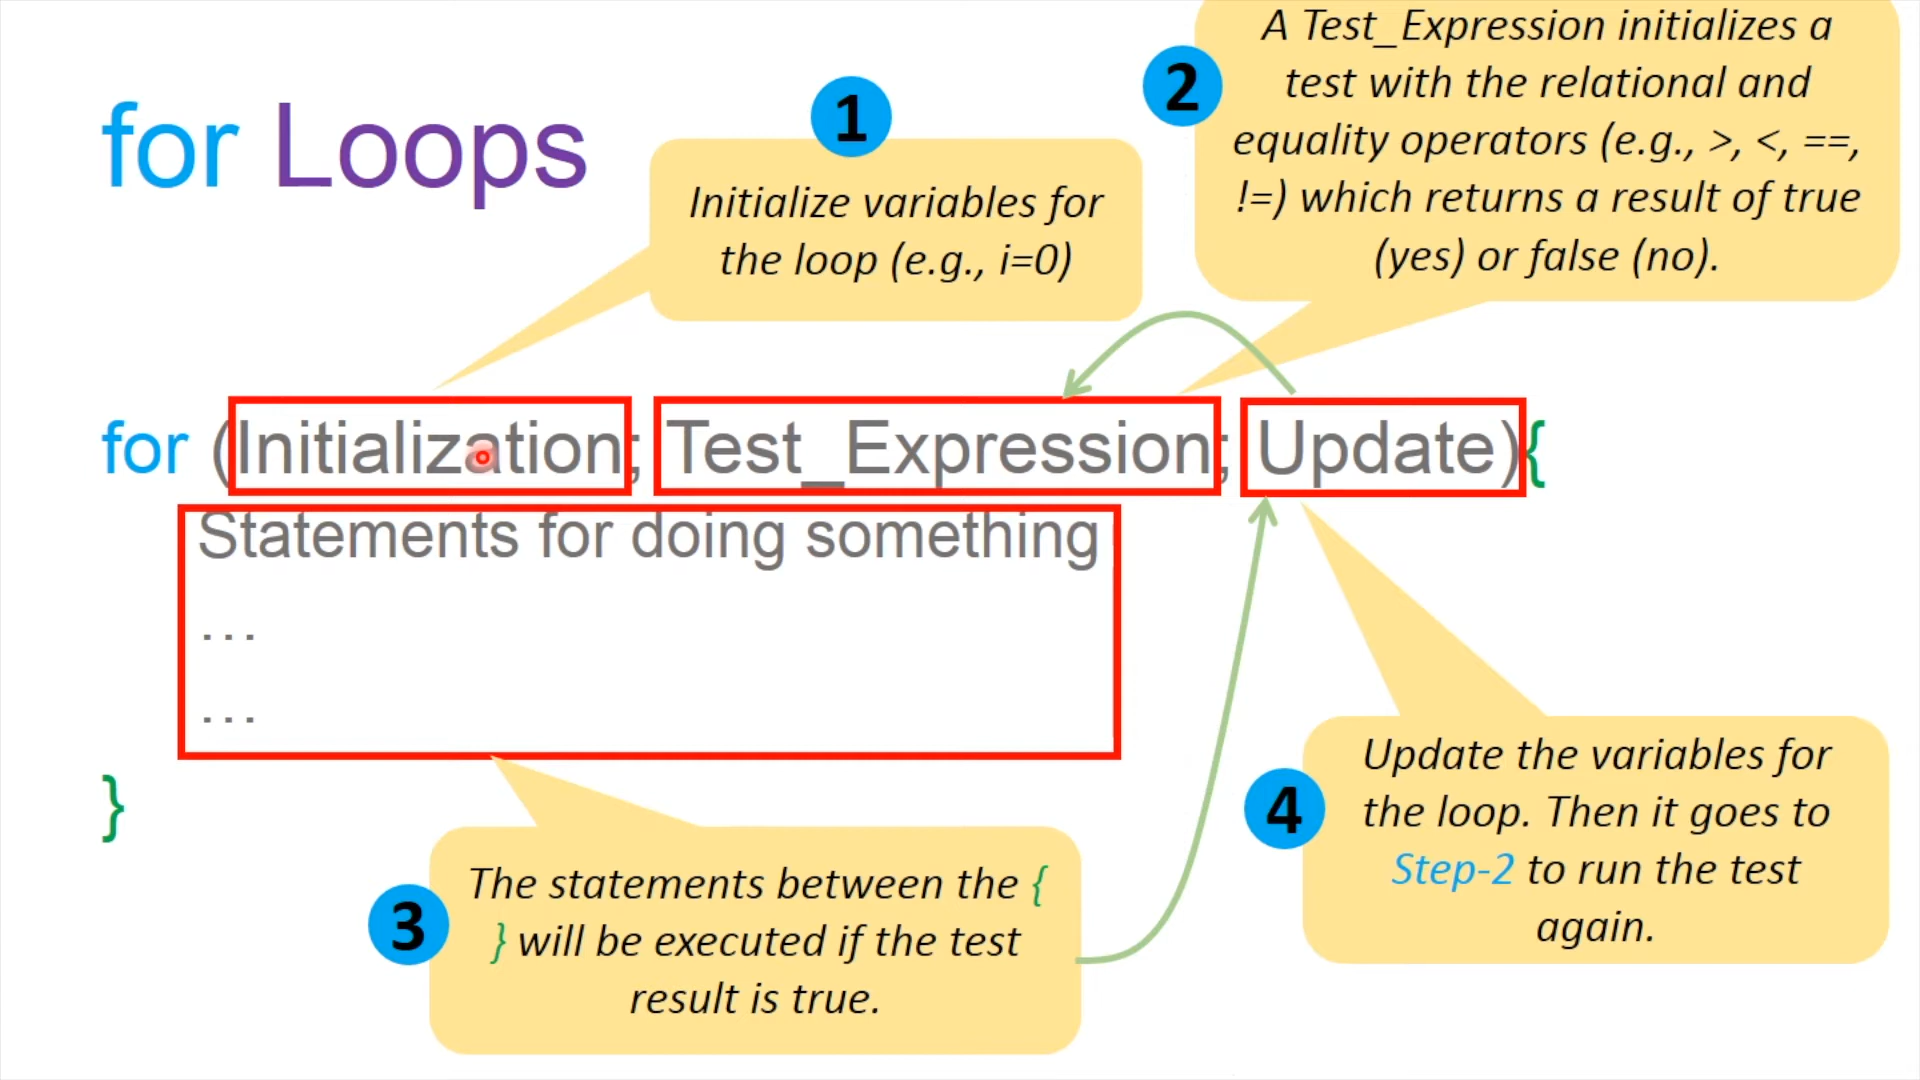 for Loops
1
Initialize variables for
the loop (e.g., i=0)
2
A Test_Expression initializes a
test with the relational and
equality operators (e.g., >, <, ==,
!=) which returns a result of true
(yes) or false (no).
for (Initialization; Test_Expression; Update){
Statements for doing something
...
...
}
3
The statements between the {
} will be executed if the test
result is true.
4
Update the variables for
the loop. Then it goes to
Step-2 to run the test
again.